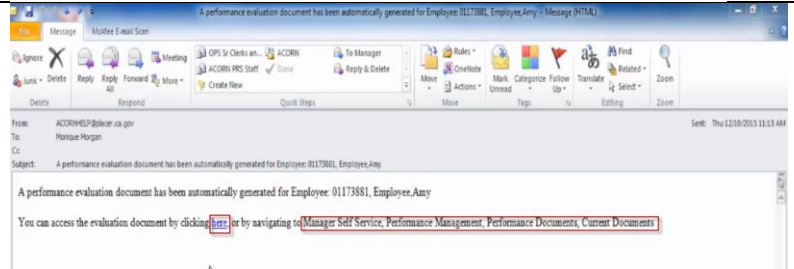 A performance evaluation document has been automatically generated for Employee: 01173881, Employee,Amy - Message (HTML)
File Message McAfee E-mail Scan
Ignore Meeting OPS Sr Clerks an... ACORN To Manager Rules Find
ACORN PRS Staff Done Reply & Delete OneNote Related
Junk Delete Reply Reply All Forward More Create New Move Actions Mark Unread Categorize Follow Up Translate Select Zoom
Delete Respond Quick Steps Move Tags Editing Zoom
From: ACORNHELP@placer.ca.gov Sent: Thu 12/10/2015 11:13 AM
To: Monique Morgan
Cc:
Subject: A performance evaluation document has been automatically generated for Employee: 01173881, Employee,Amy
A performance evaluation document has been automatically generated for Employee: 01173881, Employee,Amy
You can access the evaluation document by clicking here, or by navigating to Manager Self Service, Performance Management, Performance Documents, Current Documents